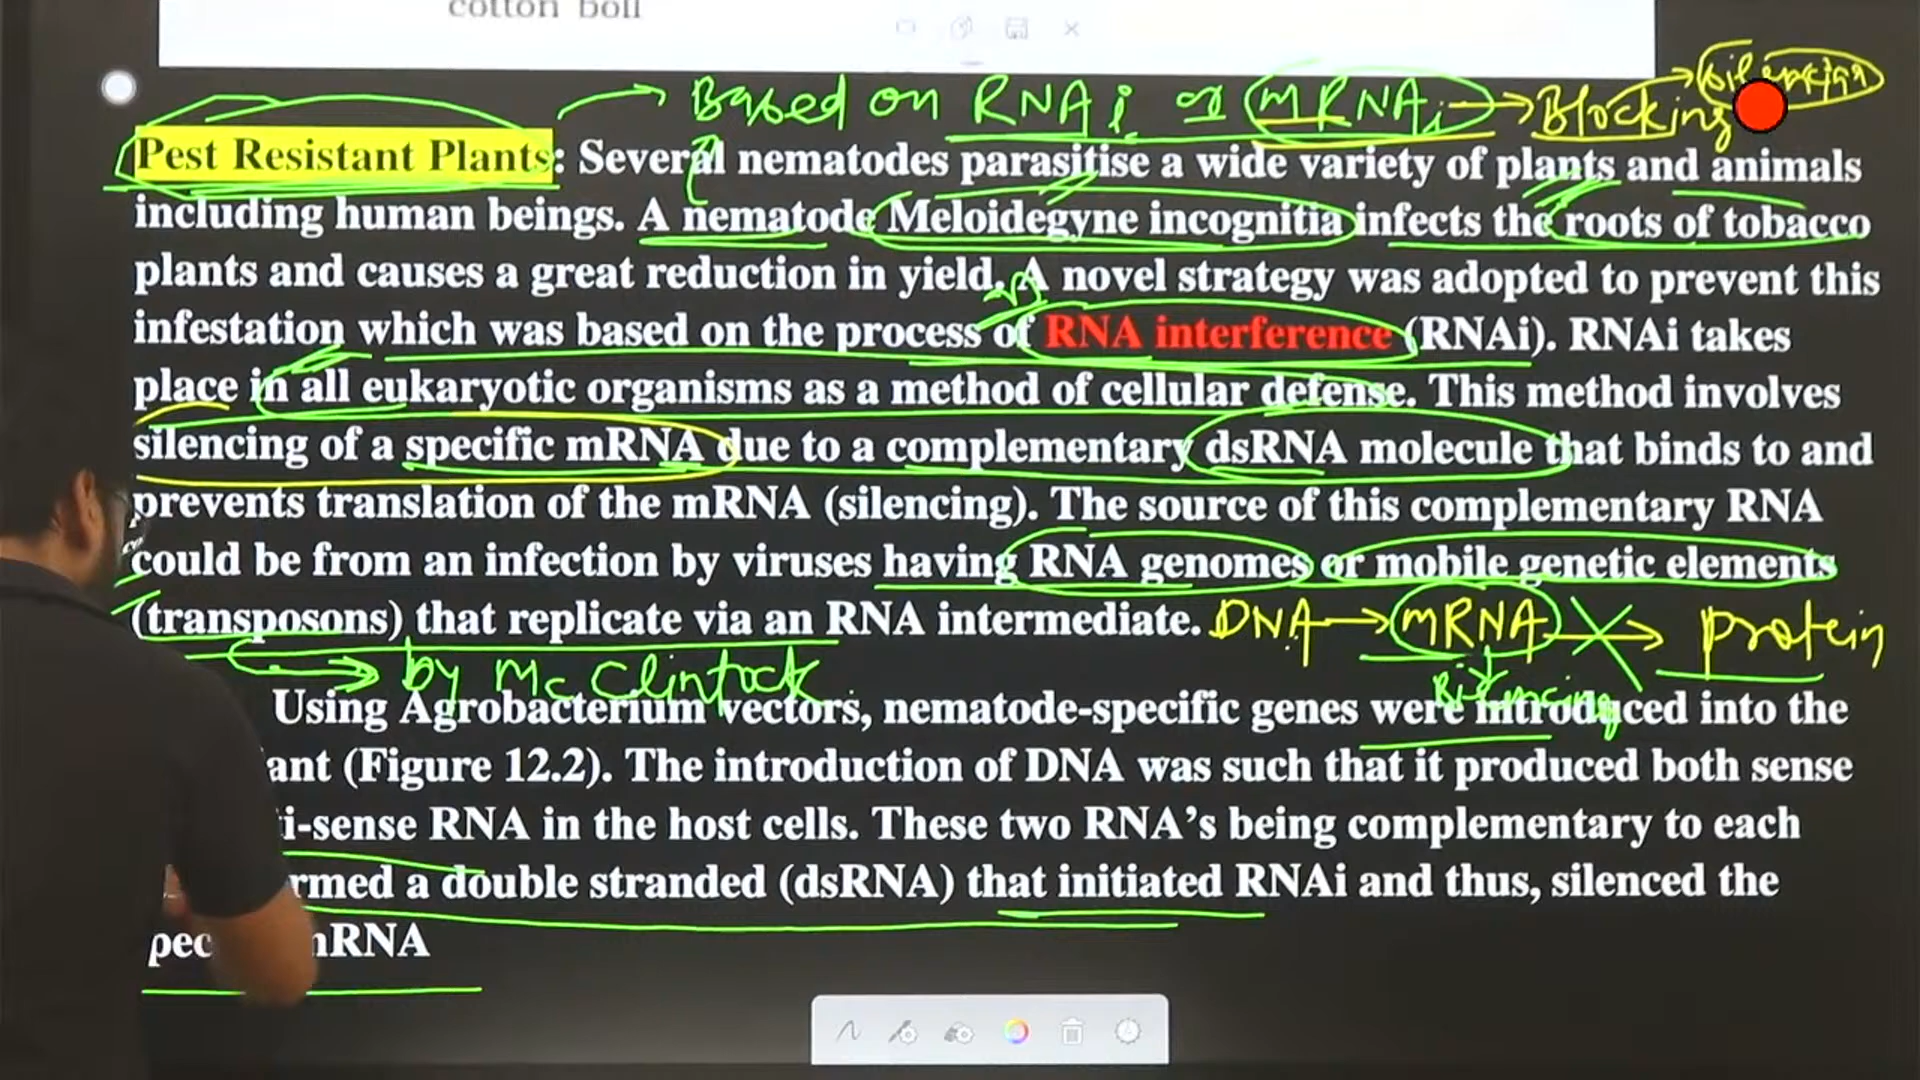 cotton boll
Based on RNAi or mRNAi → Blocking → Silencing
Pest Resistant Plants: Several nematodes parasitise a wide variety of plants and animals
including human beings. A nematode Meloidegyne incognitia infects the roots of tobacco
plants and causes a great reduction in yield. A novel strategy was adopted to prevent this
infestation which was based on the process of RNA interference (RNAi). RNAi takes
place in all eukaryotic organisms as a method of cellular defense. This method involves
silencing of a specific mRNA due to a complementary dsRNA molecule that binds to and
prevents translation of the mRNA (silencing). The source of this complementary RNA
could be from an infection by viruses having RNA genomes or mobile genetic elements
(transposons) that replicate via an RNA intermediate. DNA → mRNA → protein
by Mc Clintock
Silencing
Using Agrobacterium vectors, nematode-specific genes were introduced into the
ant (Figure 12.2). The introduction of DNA was such that it produced both sense
i-sense RNA in the host cells. These two RNA's being complementary to each
rmed a double stranded (dsRNA) that initiated RNAi and thus, silenced the
pec mRNA